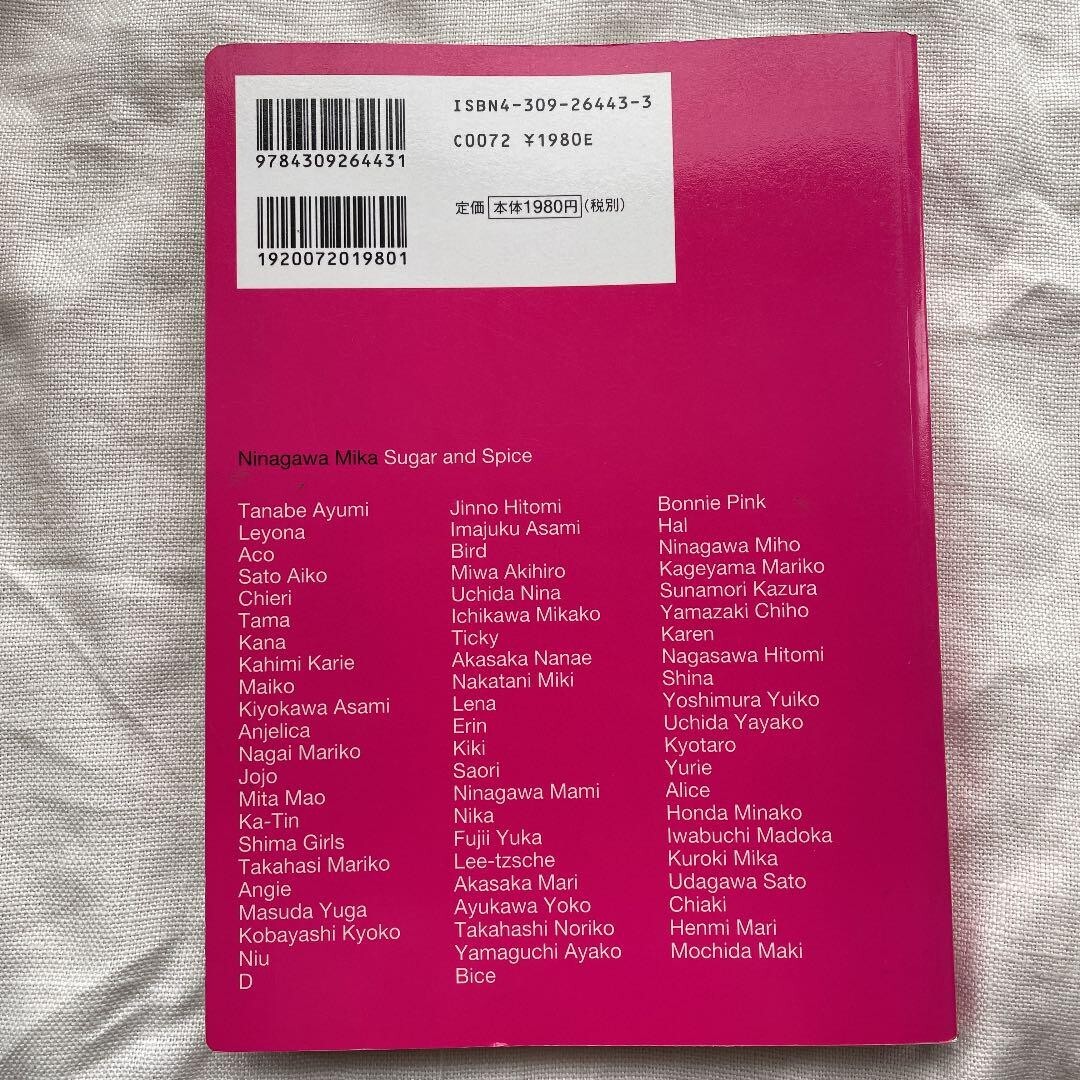 ISBN4-309-26443-3
C0072 ¥1980E
9784309264431
定価 本体1980円(税別)
1920072019801
Ninagawa Mika Sugar and Spice
Tanabe Ayumi
Leyona
Aco
Sato Aiko
Chieri
Tama
Kana
Kahimi Karie
Maiko
Kiyokawa Asami
Anjelica
Nagai Mariko
Jojo
Mita Mao
Ka-Tin
Shima Girls
Takahasi Mariko
Angie
Masuda Yuga
Kobayashi Kyoko
Niu
D
Jinno Hitomi
Imajuku Asami
Bird
Miwa Akihiro
Uchida Nina
Ichikawa Mikako
Ticky
Akasaka Nanae
Nakatani Miki
Lena
Erin
Kiki
Saori
Ninagawa Mami
Nika
Fujii Yuka
Lee-tzsche
Akasaka Mari
Ayukawa Yoko
Takahashi Noriko
Yamaguchi Ayako
Bice
Bonnie Pink
Hal
Ninagawa Miho
Kageyama Mariko
Sunamori Kazura
Yamazaki Chiho
Karen
Nagasawa Hitomi
Shina
Yoshimura Yuiko
Uchida Yayako
Kyotaro
Yurie
Alice
Honda Minako
Iwabuchi Madoka
Kuroki Mika
Udagawa Sato
Chiaki
Henmi Mari
Mochida Maki